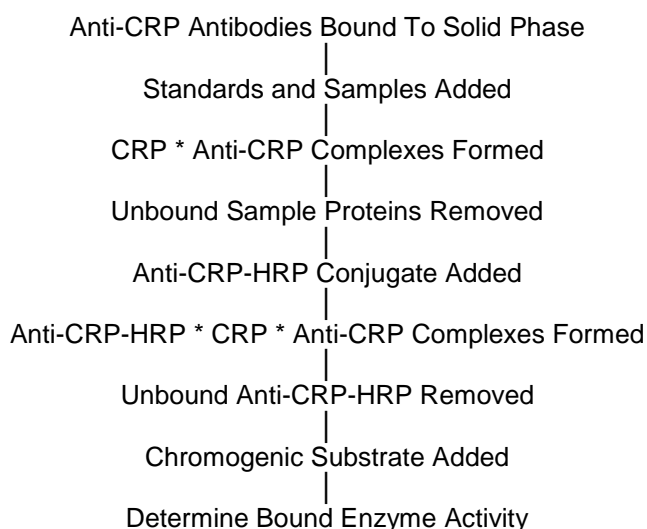 Anti-CRP Antibodies Bound To Solid Phase
Standards and Samples Added
CRP * Anti-CRP Complexes Formed
Unbound Sample Proteins Removed
Anti-CRP-HRP Conjugate Added
Anti-CRP-HRP * CRP * Anti-CRP Complexes Formed
Unbound Anti-CRP-HRP Removed
Chromogenic Substrate Added
Determine Bound Enzyme Activity